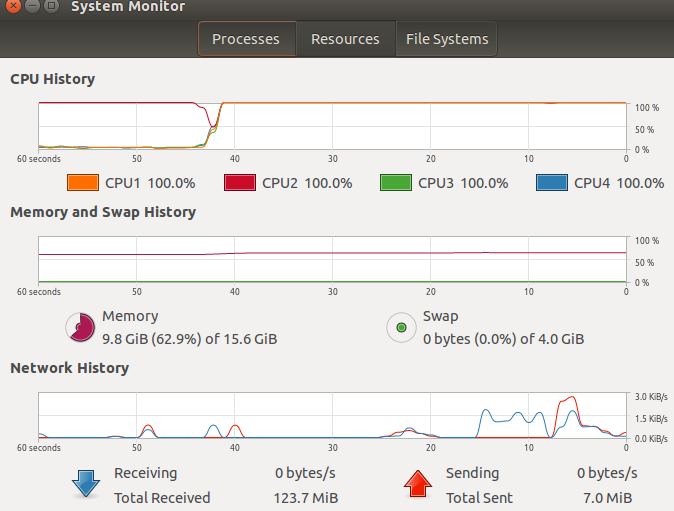 System Monitor
Processes Resources File Systems
CPU History
100 %
50 %
0 %
60 seconds 50 40 30 20 10 0
CPU1 100.0% CPU2 100.0% CPU3 100.0% CPU4 100.0%
Memory and Swap History
100 %
50 %
0 %
60 seconds 50 40 30 20 10 0
Memory Swap
9.8 GiB (62.9%) of 15.6 GiB 0 bytes (0.0%) of 4.0 GiB
Network History
3.0 KiB/s
1.5 KiB/s
0.0 KiB/s
60 seconds 50 40 30 20 10 0
Receiving 0 bytes/s Sending 0 bytes/s
Total Received 123.7 MiB Total Sent 7.0 MiB